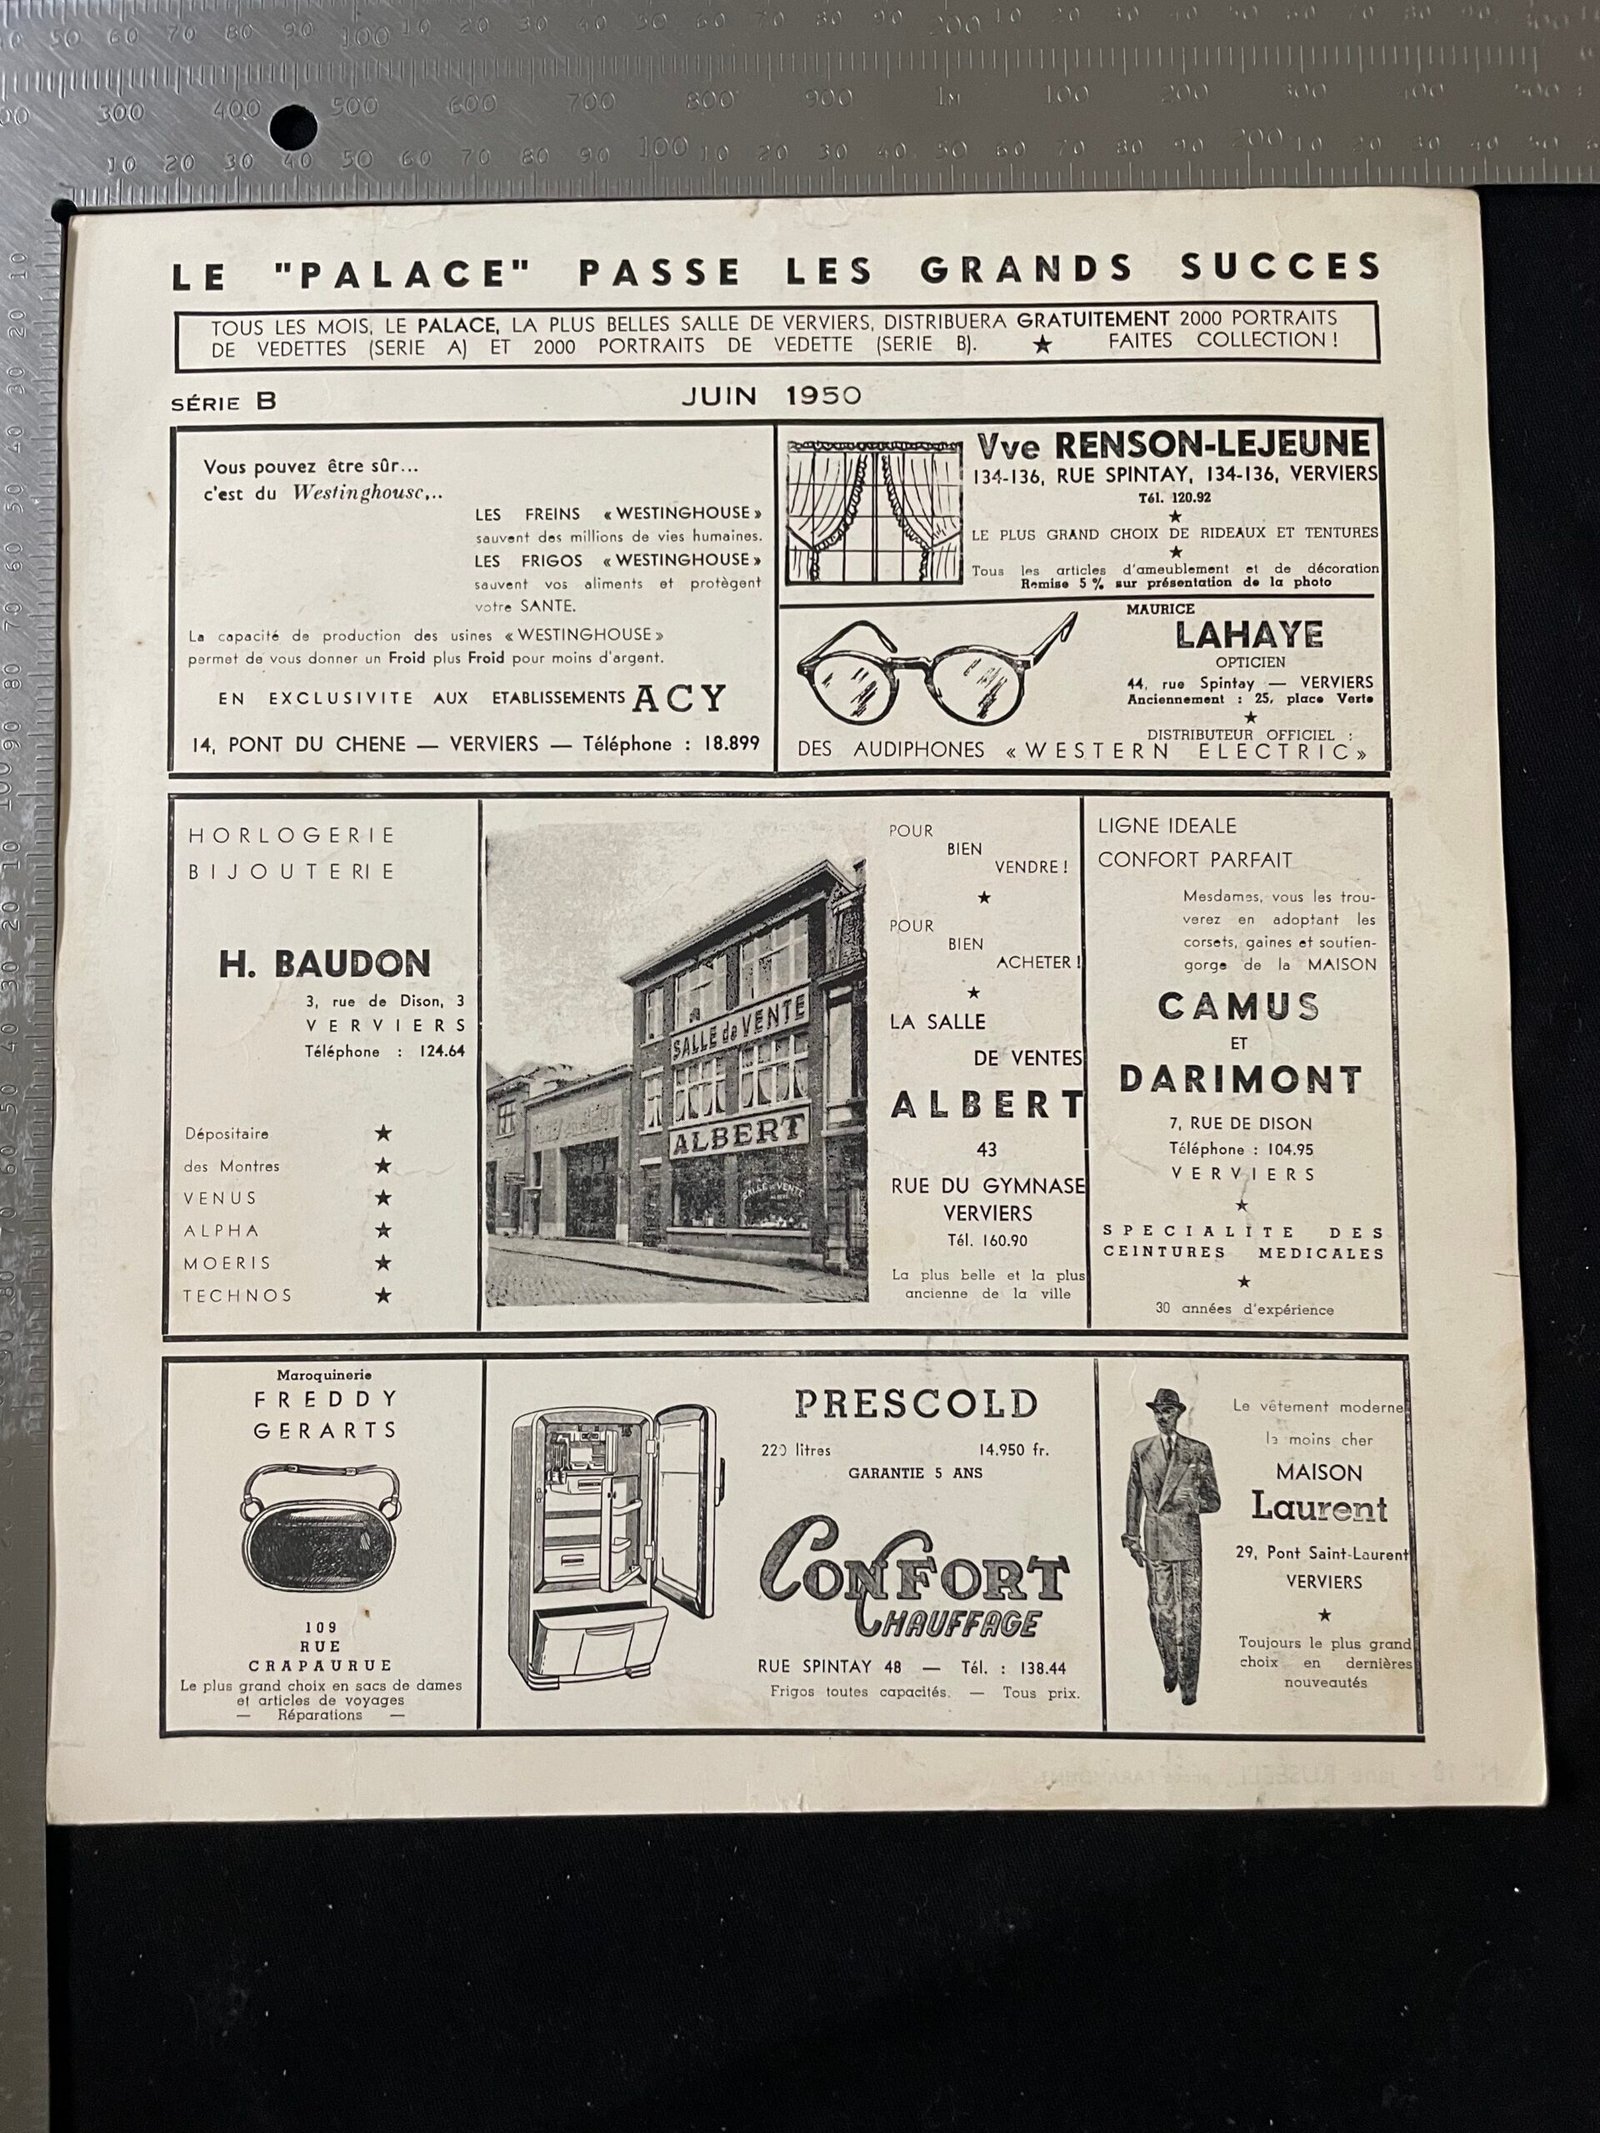 LE "PALACE" PASSE LES GRANDS SUCCES
TOUS LES MOIS, LE PALACE, LA PLUS BELLES SALLE DE VERVIERS, DISTRIBUERA GRATUITEMENT 2000 PORTRAITS
DE VEDETTES (SERIE A) ET 2000 PORTRAITS DE VEDETTE (SERIE B). ★ FAITES COLLECTION !
SÉRIE B JUIN 1950
Vous pouvez être sûr...
c'est du Westinghouse...
LES FREINS « WESTINGHOUSE »
sauvent des millions de vies humaines.
LES FRIGOS « WESTINGHOUSE »
sauvent vos aliments et protègent
votre SANTE.
La capacité de production des usines « WESTINGHOUSE »
permet de vous donner un Froid plus Froid pour moins d'argent.
EN EXCLUSIVITE AUX ETABLISSEMENTS ACY
14, PONT DU CHENE — VERVIERS — Téléphone : 18.899
Vve RENSON-LEJEUNE
134-136, RUE SPINTAY, 134-136, VERVIERS
Tél. 120.92
★
LE PLUS GRAND CHOIX DE RIDEAUX ET TENTURES
★
Tous les articles d'ameublement et de décoration
Remise 5 % sur présentation de la photo
MAURICE
LAHAYE
OPTICIEN
44, rue Spintay — VERVIERS
Anciennement : 25, place Verte
★
DISTRIBUTEUR OFFICIEL :
DES AUDIPHONES « WESTERN ELECTRIC »
HORLOGERIE
BIJOUTERIE
H. BAUDON
3, rue de Dison, 3
VERVIERS
Téléphone : 124.64
Dépositaire ★
des Montres ★
VENUS ★
ALPHA ★
MOERIS ★
TECHNOS ★
SALLE de VENTE
ALBERT
SALLE de VENTE
POUR
BIEN
VENDRE !
★
POUR
BIEN
ACHETER !
★
LA SALLE
DE VENTES
ALBERT
43
RUE DU GYMNASE
VERVIERS
Tél. 160.90
La plus belle et la plus
ancienne de la ville
LIGNE IDEALE
CONFORT PARFAIT
Mesdames, vous les trou-
verez en adoptant les
corsets, gaines et soutien-
gorge de la MAISON
CAMUS
ET
DARIMONT
7, RUE DE DISON
Téléphone : 104.95
VERVIERS
★
SPECIALITE DES
CEINTURES MEDICALES
★
30 années d'expérience
Maroquinerie
FREDDY
GERARTS
109
RUE
CRAPAURUE
Le plus grand choix en sacs de dames
et articles de voyages
— Réparations —
PRESCOLD
220 litres 14.950 fr.
GARANTIE 5 ANS
CONFORT
CHAUFFAGE
RUE SPINTAY 48 — Tél. : 138.44
Frigos toutes capacités. — Tous prix.
Le vêtement moderne
le moins cher
MAISON
Laurent
29, Pont Saint-Laurent
VERVIERS
★
Toujours le plus grand
choix en dernières
nouveautés